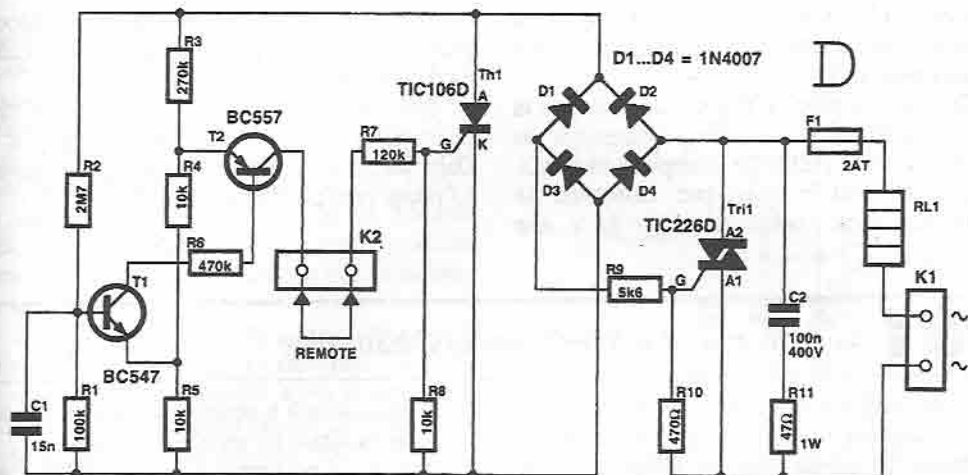 D
D1...D4 = 1N4007
R3
270k
BC557
T2
R4
10k
R2
2M7
R6
470k
T1
BC547
C1
15n
R1
100k
R5
10k
K2
REMOTE
R7
120k
TIC106D
Th1
A
G
K
R8
10k
D1
D2
D3
D4
F1
2AT
RL1
K1
~
~
Tri1
TIC226D
A2
A1
G
R9
5k6
R10
470Ω
C2
100n
400V
R11
47Ω
1W